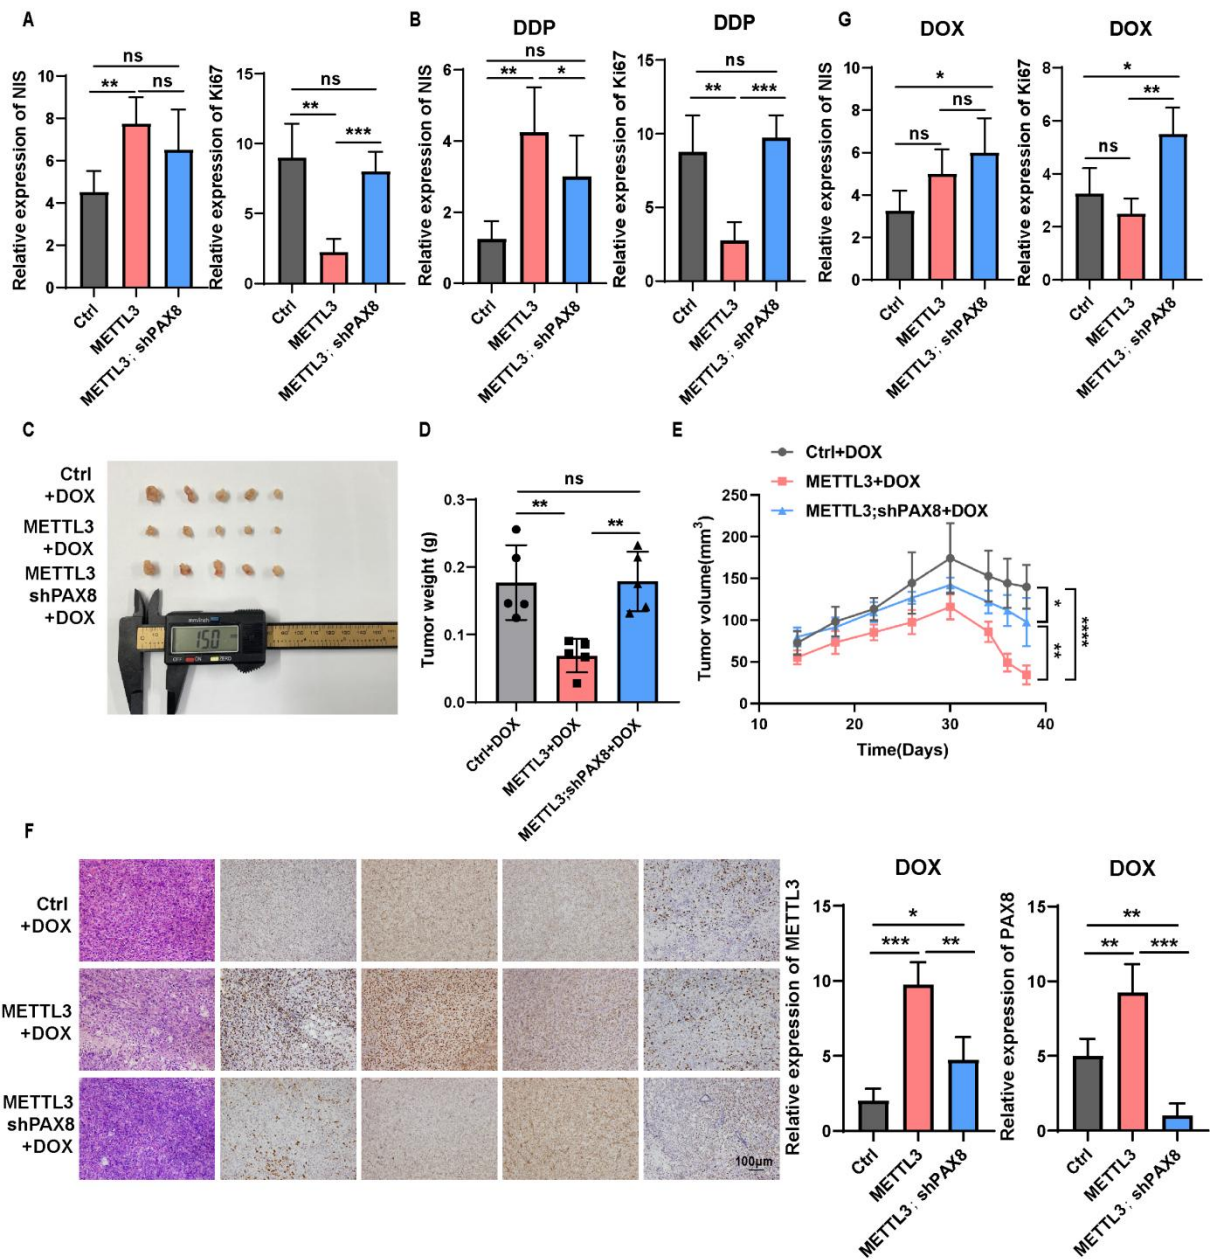 A
Relative expression of NIS
10
8
6
4
2
0
ns
**
ns
Ctrl
METTL3
METTL3; shPAX8
Relative expression of Ki67
15
10
5
0
ns
**
***
Ctrl
METTL3
METTL3; shPAX8
B
DDP
Relative expression of NIS
6
4
2
0
ns
**
*
Ctrl
METTL3
METTL3; shPAX8
DDP
Relative expression of Ki67
15
10
5
0
ns
**
***
Ctrl
METTL3
METTL3; shPAX8
G
DOX
Relative expression of NIS
10
8
6
4
2
0
*
ns
ns
Ctrl
METTL3
METTL3; shPAX8
DOX
Relative expression of Ki67
8
6
4
2
0
*
**
ns
Ctrl
METTL3
METTL3; shPAX8
C
Ctrl
+DOX
METTL3
+DOX
METTL3
shPAX8
+DOX
150
OFF
ON
ZERO
D
Tumor weight (g)
0.3
0.2
0.1
0.0
ns
**
**
Ctrl+DOX
METTL3+DOX
METTL3;shPAX8+DOX
E
Ctrl+DOX
METTL3+DOX
METTL3;shPAX8+DOX
Tumor volume(mm³)
250
200
150
100
50
0
10
20
30
40
Time(Days)
*
**
****
F
Ctrl
+DOX
METTL3
+DOX
METTL3
shPAX8
+DOX
100μm
DOX
Relative expression of METTL3
15
10
5
0
*
***
**
Ctrl
METTL3
METTL3; shPAX8
DOX
Relative expression of PAX8
15
10
5
0
**
**
***
Ctrl
METTL3
METTL3; shPAX8